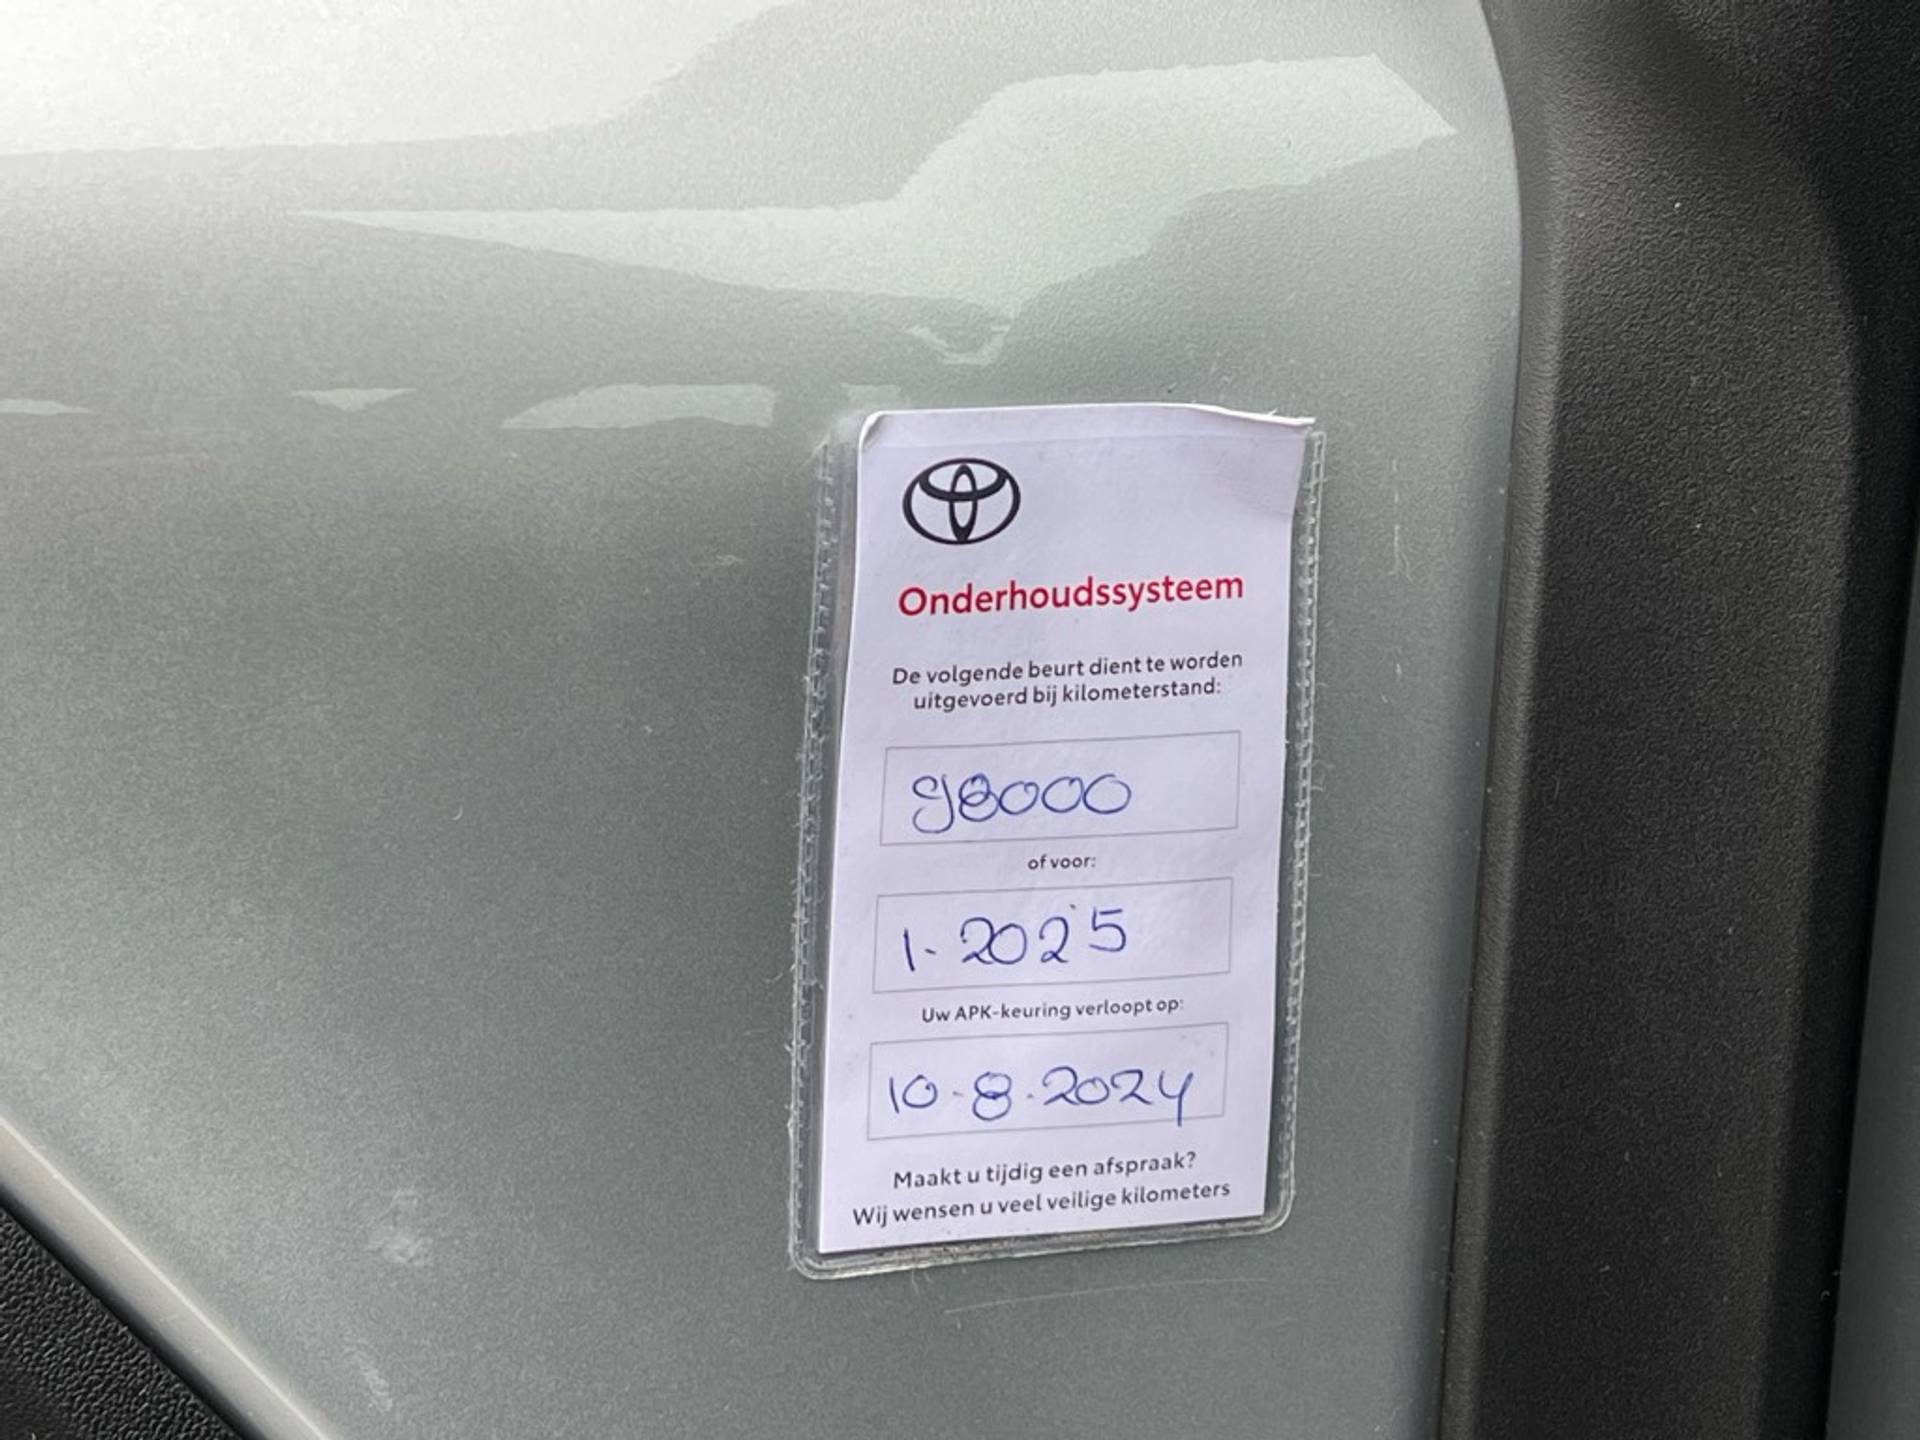 Onderhoudssysteem
De volgende beurt dient te worden
uitgevoerd bij kilometerstand:
98000
of voor:
1-2025
Uw APK-keuring verloopt op:
10-8-2024
Maakt u tijdig een afspraak?
Wij wensen u veel veilige kilometers